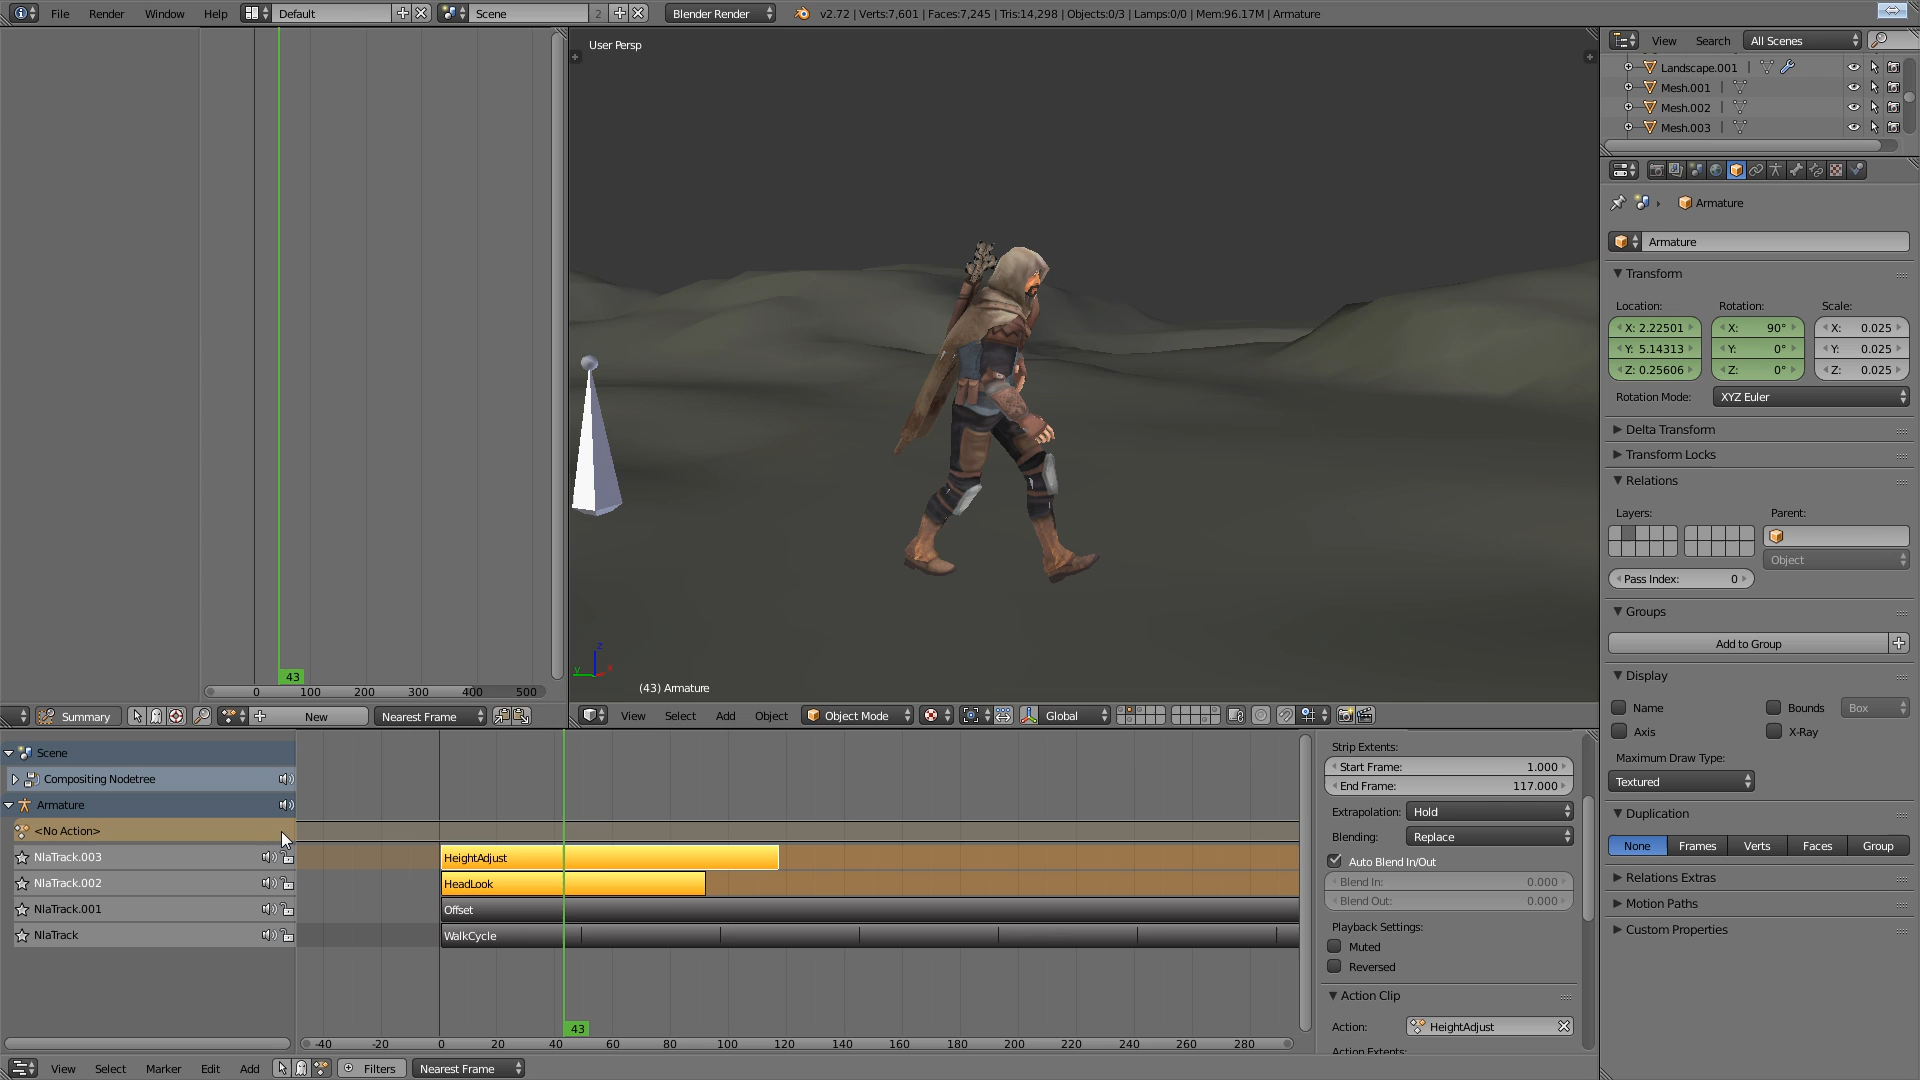 File Render Window Help Default Scene 2 Blender Render v2.72 | Verts:7,601 | Faces:7,245 | Tris:14,298 | Objects:0/3 | Lamps:0/0 | Mem:96.17M | Armature
User Persp
View Search All Scenes
Landscape.001
Mesh.001
Mesh.002
Mesh.003
Armature
Armature
Transform
Location: Rotation: Scale:
X: 2.22501 X: 90° X: 0.025
Y: 5.14313 Y: 0° Y: 0.025
Z: 0.25606 Z: 0° Z: 0.025
Rotation Mode: XYZ Euler
Delta Transform
Transform Locks
Relations
Layers: Parent:
Object
Pass Index: 0
Groups
Add to Group
Display
Name Bounds Box
Axis X-Ray
Maximum Draw Type:
Textured
Duplication
None Frames Verts Faces Group
Relations Extras
Motion Paths
Custom Properties
43
0 100 200 300 400 500
Summary New Nearest Frame
z
y x
(43) Armature
View Select Add Object Object Mode Global
Scene
Compositing Nodetree
Armature
<No Action>
NlaTrack.003 HeightAdjust
NlaTrack.002 HeadLook
NlaTrack.001 Offset
NlaTrack WalkCycle
43
-40 -20 0 20 40 60 80 100 120 140 160 180 200 220 240 260 280
View Select Marker Edit Add Filters Nearest Frame
Strip Extents:
Start Frame: 1.000
End Frame: 117.000
Extrapolation: Hold
Blending: Replace
Auto Blend In/Out
Blend In: 0.000
Blend Out: 0.000
Playback Settings:
Muted
Reversed
Action Clip
Action: HeightAdjust
Action Extents: